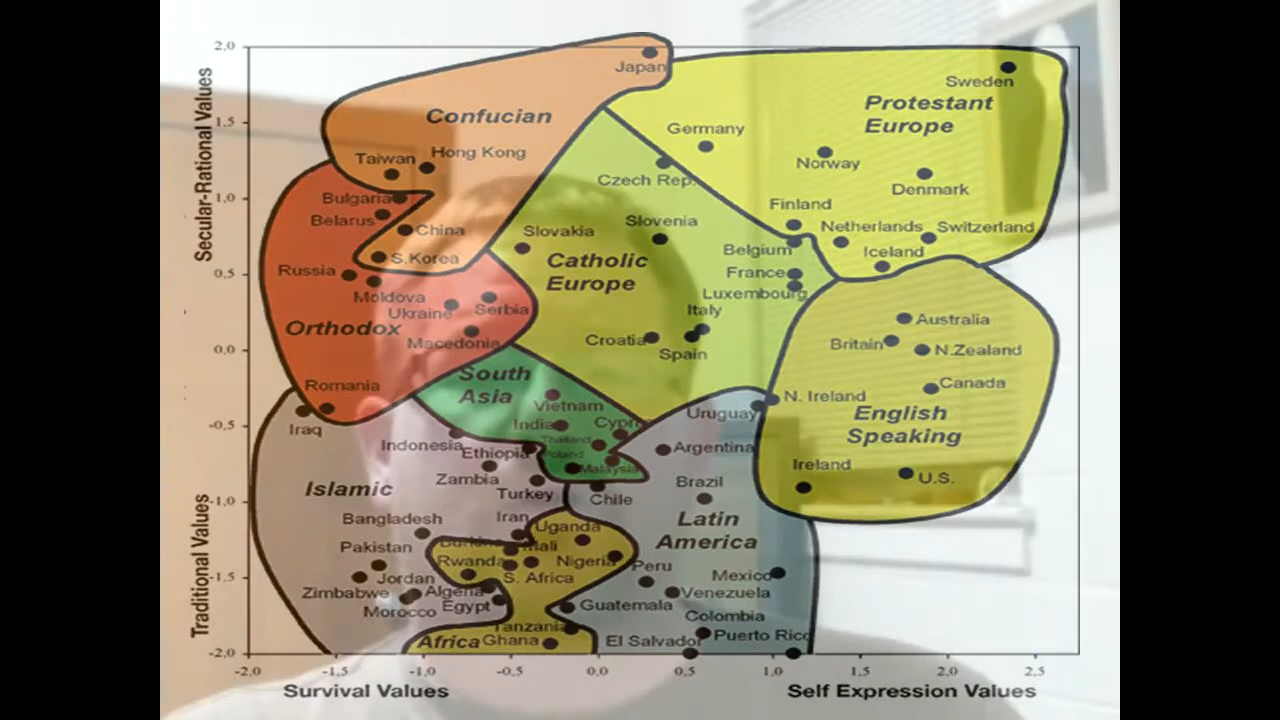 2,0
Japan
Sweden
Protestant
Europe
Confucian
1,5
Germany
Taiwan
Hong Kong
Norway
Czech Rep.
Denmark
1,0
Bulgaria
Finland
Belarus
Slovenia
China
Slovakia
Netherlands
Switzerland
Belgium
Iceland
S.Korea
Catholic
Europe
Russia
0,5
France
Moldova
Luxembourg
Ukraine
Serbia
Italy
Australia
Orthodox
Croatia
Britain
Macedonia
Spain
N.Zealand
0,0
South
Asia
Romania
Canada
Vietnam
N. Ireland
Uruguay
English
Speaking
-0,5
Iraq
India
Indonesia
Thailand
Argentina
Ethiopia
Poland
Malaysia
Ireland
U.S.
Zambia
Islamic
Turkey
Chile
Brazil
-1,0
Latin
America
Bangladesh
Iran
Uganda
Pakistan
Mali
Rwanda
Nigeria
Peru
-1,5
Jordan
S. Africa
Mexico
Zimbabwe
Algeria
Venezuela
Morocco
Egypt
Guatemala
Colombia
Tanzania
Africa
Ghana
El Salvador
Puerto Rico
-2,0
-2,0
-1,5
-1,0
-0,5
0,0
0,5
1,0
1,5
2,0
2,5
Survival Values
Self Expression Values
Secular-Rational Values
Traditional Values